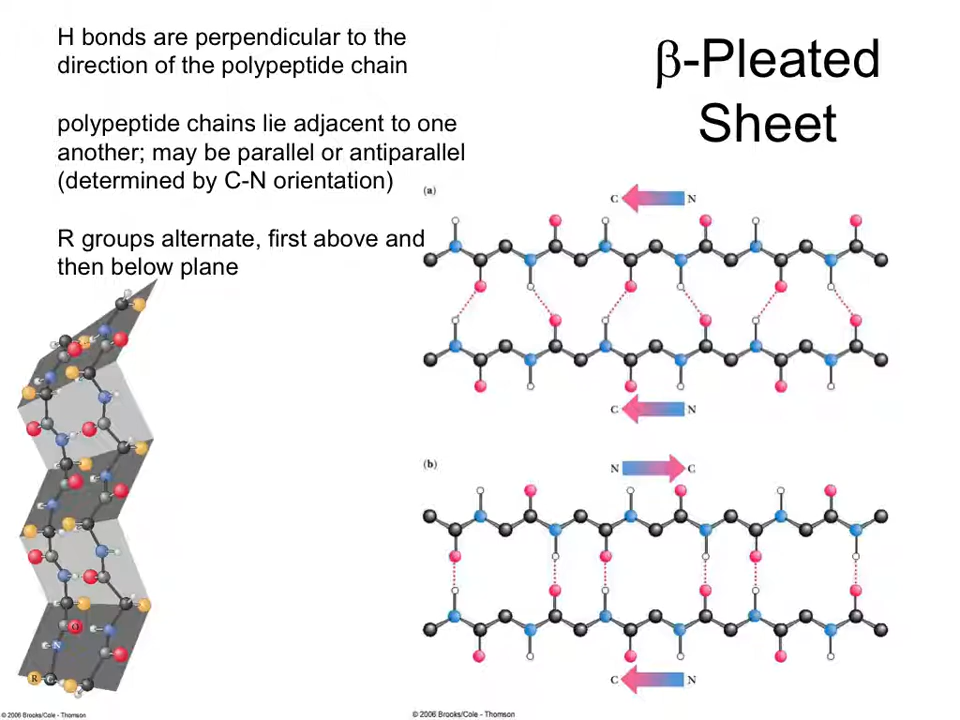 H bonds are perpendicular to the
direction of the polypeptide chain
β-Pleated
Sheet
polypeptide chains lie adjacent to one
another; may be parallel or antiparallel
(determined by C-N orientation)
R groups alternate, first above and
then below plane
(a)
C N
C N
(b)
N C
C N
O
N
R C
© 2006 Brooks/Cole - Thomson
© 2006 Brooks/Cole - Thomson